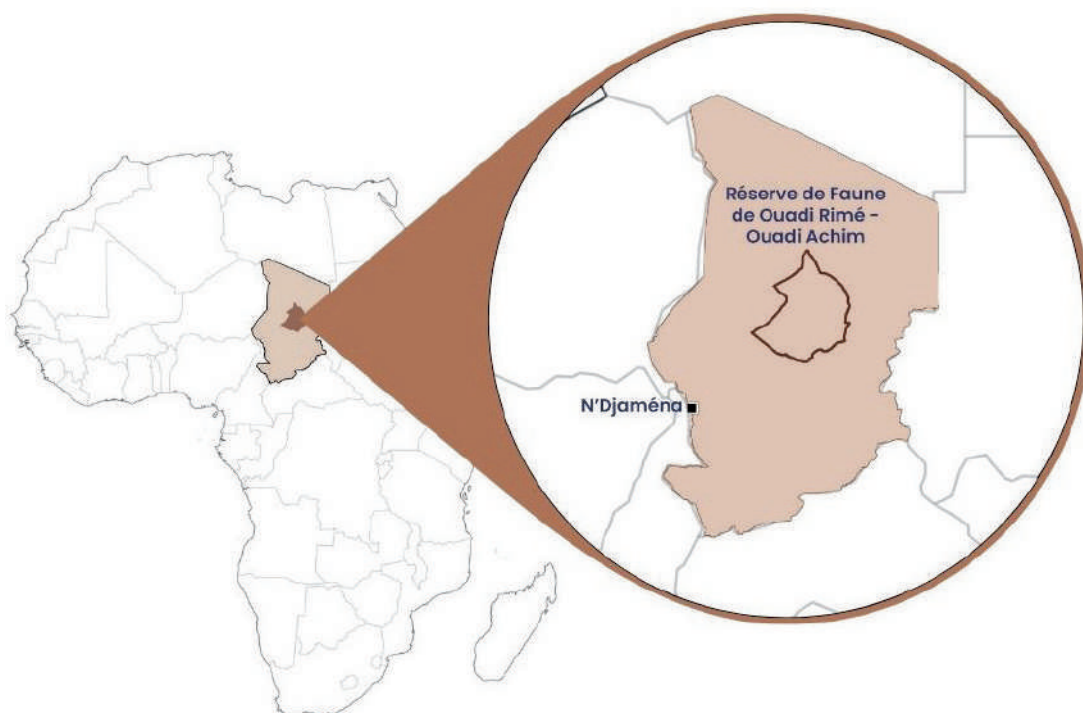 Réserve de Faune
de Ouadi Rimé -
Ouadi Achim
N'Djaména